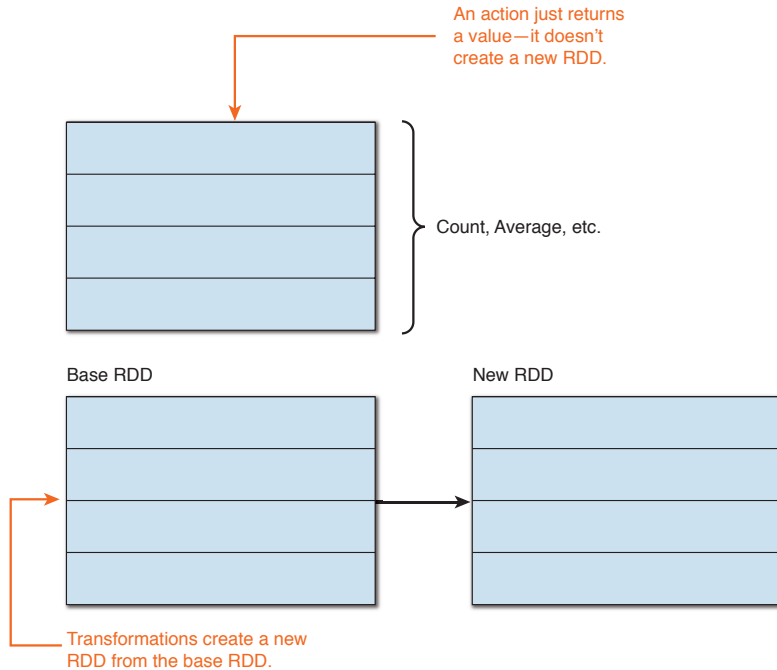 An action just returns
a value—it doesn't
create a new RDD.
Count, Average, etc.
Base RDD
New RDD
Transformations create a new
RDD from the base RDD.